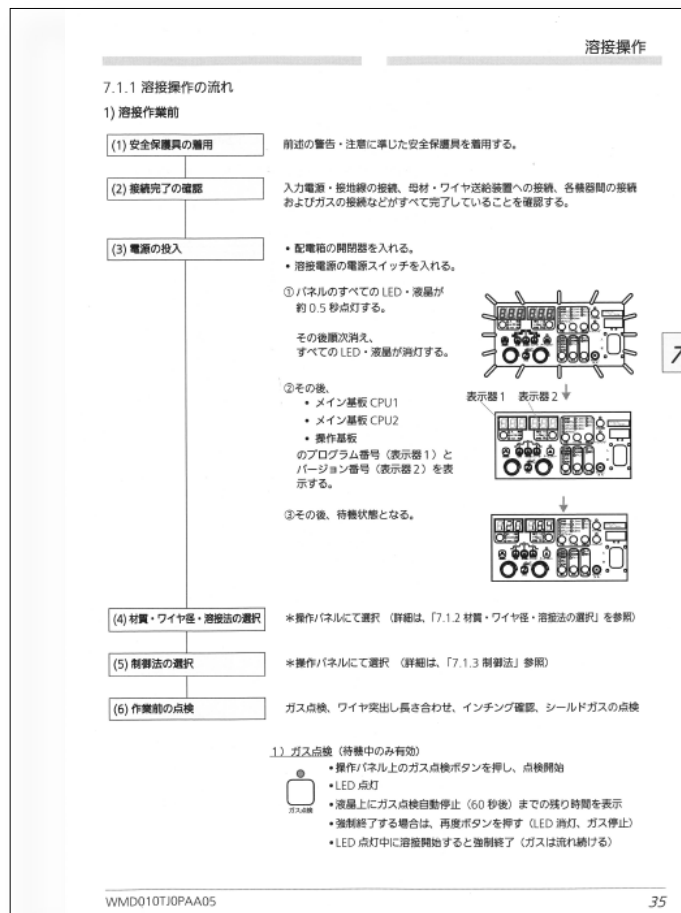 溶接操作
7.1.1 溶接操作の流れ
1) 溶接作業前
(1) 安全保護具の着用
前述の警告・注意に準じた安全保護具を着用する。
(2) 接続完了の確認
入力電源・接地線の接続、母材・ワイヤ送給装置への接続、各機器間の接続
およびガスの接続などがすべて完了していることを確認する。
(3) 電源の投入
• 配電箱の開閉器を入れる。
• 溶接電源の電源スイッチを入れる。
①パネルのすべての LED・液晶が
約 0.5 秒点灯する。
その後順次消え、
すべての LED・液晶が消灯する。
7
②その後、
• メイン基板 CPU1
• メイン基板 CPU2
• 操作基板
のプログラム番号（表示器1）と
バージョン番号（表示器2）を表
示する。
表示器1 表示器2
③その後、待機状態となる。
(4) 材質・ワイヤ径・溶接法の選択
＊操作パネルにて選択 （詳細は、「7.1.2 材質・ワイヤ径・溶接法の選択」を参照）
(5) 制御法の選択
＊操作パネルにて選択 （詳細は、「7.1.3 制御法」参照）
(6) 作業前の点検
ガス点検、ワイヤ突出し長さ合わせ、インチング確認、シールドガスの点検
1）ガス点検（待機中のみ有効）
•操作パネル上のガス点検ボタンを押し、点検開始
•LED 点灯
•液晶上にガス点検自動停止（60 秒後）までの残り時間を表示
•強制終了する場合は、再度ボタンを押す（LED 消灯、ガス停止）
•LED 点灯中に溶接開始すると強制終了（ガスは流れ続ける）
ガス点検
WMD010TJ0PAA05
35